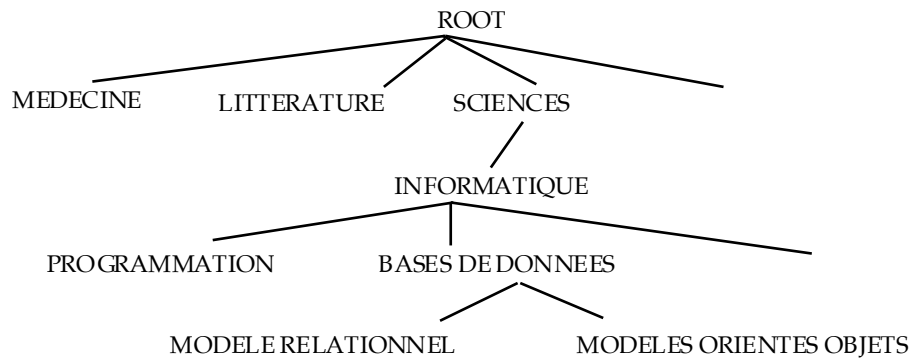 ROOT
MEDECINE LITTERATURE SCIENCES
INFORMATIQUE
PROGRAMMATION BASES DE DONNEES
MODELE RELATIONNEL MODELES ORIENTES OBJETS